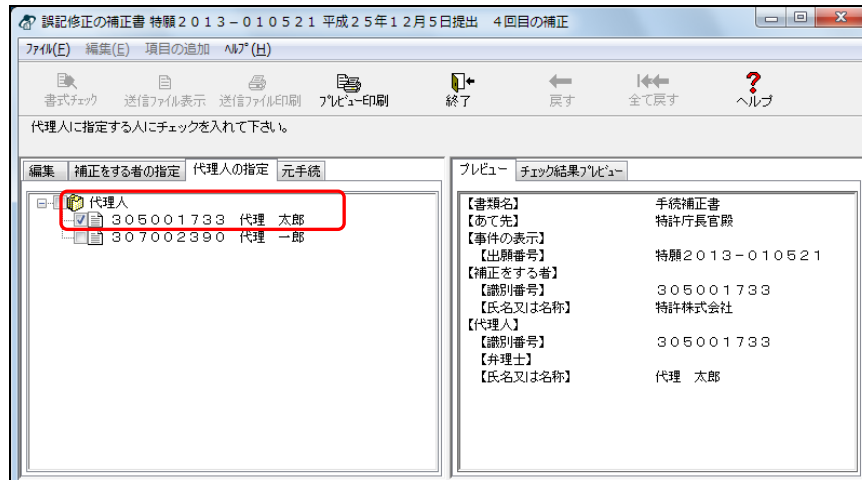 誤記修正の補正書 特願２０１３－０１０５２１ 平成２５年１２月５日提出　４回目の補正
ﾌｧｲﾙ(F) 編集(E) 項目の追加 ﾍﾙﾌﾟ(H)
書式ﾁｪｯｸ 送信ﾌｧｲﾙ表示 送信ﾌｧｲﾙ印刷 ﾌﾟﾚﾋﾞｭｰ印刷 終了 戻す 全て戻す ヘルプ
代理人に指定する人にチェックを入れて下さい。
編集 補正をする者の指定 代理人の指定 元手続
代理人
３０５００１７３３　代理　太郎
３０７００２３９０　代理　一郎
プレビュー ﾁｪｯｸ結果ﾌﾟﾚﾋﾞｭｰ
【書類名】 手続補正書
【あて先】 特許庁長官殿
【事件の表示】
【出願番号】 特願２０１３－０１０５２１
【補正をする者】
【識別番号】 ３０５００１７３３
【氏名又は名称】 特許株式会社
【代理人】
【識別番号】 ３０５００１７３３
【弁理士】
【氏名又は名称】 代理　太郎